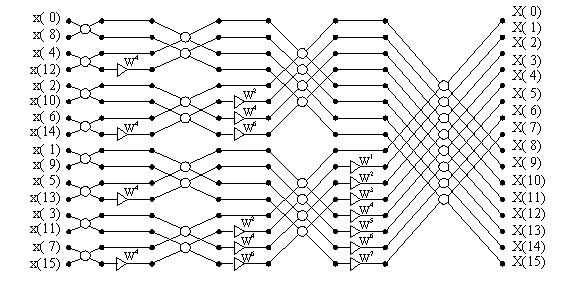 x( 0) X( 0)
x( 8) X( 1)
x( 4) X( 2)
x(12) W⁴ X( 3)
x( 2) X( 4)
x(10) W² X( 5)
x( 6) W⁴ X( 6)
x(14) W⁴ W⁶ X( 7)
x( 1) X( 8)
x( 9) W¹ X( 9)
x( 5) W² X(10)
x(13) W⁴ W³ X(11)
x( 3) W⁴ X(12)
x(11) W² W⁵ X(13)
x( 7) W⁴ W⁶ X(14)
x(15) W⁴ W⁶ W⁷ X(15)